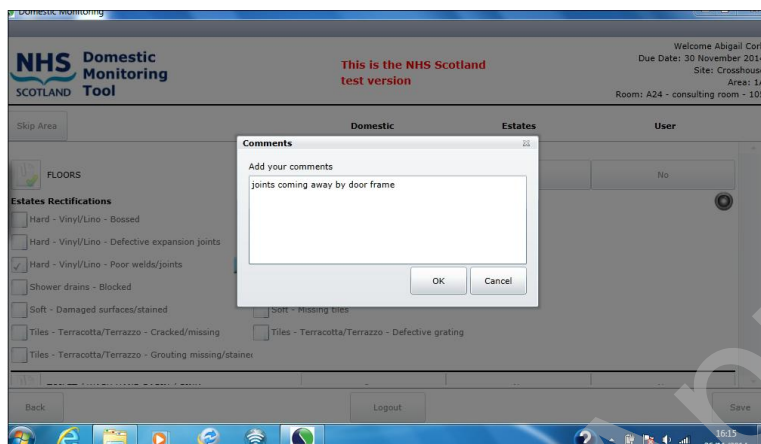 Domestic Monitoring
NHS
SCOTLAND
Domestic
Monitoring
Tool
This is the NHS Scotland
test version
Welcome Abigail
Due Date: 30 November
Site:
Room: A24 - consulting room -
Skip Area
Domestic
Estates
User
FLOORS
No
Estates Rectifications
Hard - Vinyl/Lino - Bossed
Hard - Vinyl/Lino - Defective expansion joints
Hard - Vinyl/Lino - Poor welds/joints
Shower drains - Blocked
Soft - Damaged surfaces/stained
Soft - Missing tiles
Tiles - Terracotta/Terrazzo - Cracked/missing
Tiles - Terracotta/Terrazzo - Defective grating
Tiles - Terracotta/Terrazzo - Grouting
Comments
Add your comments
joints coming away by door frame
OK
Cancel
Back
Logout
Save
16:15